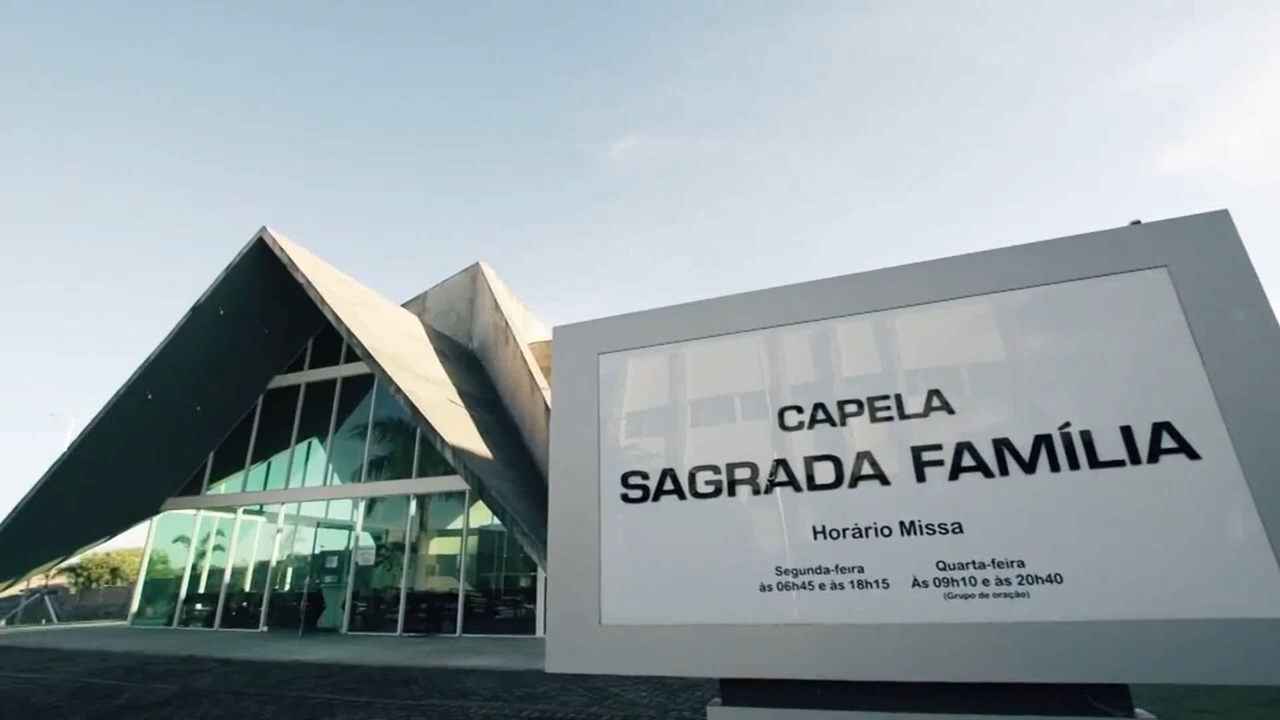 CAPELA
SAGRADA FAMÍLIA
Horário Missa
Segunda-feira
às 06h45 e às 18h15
Quarta-feira
Às 09h10 e às 20h40
(Grupo de oração)